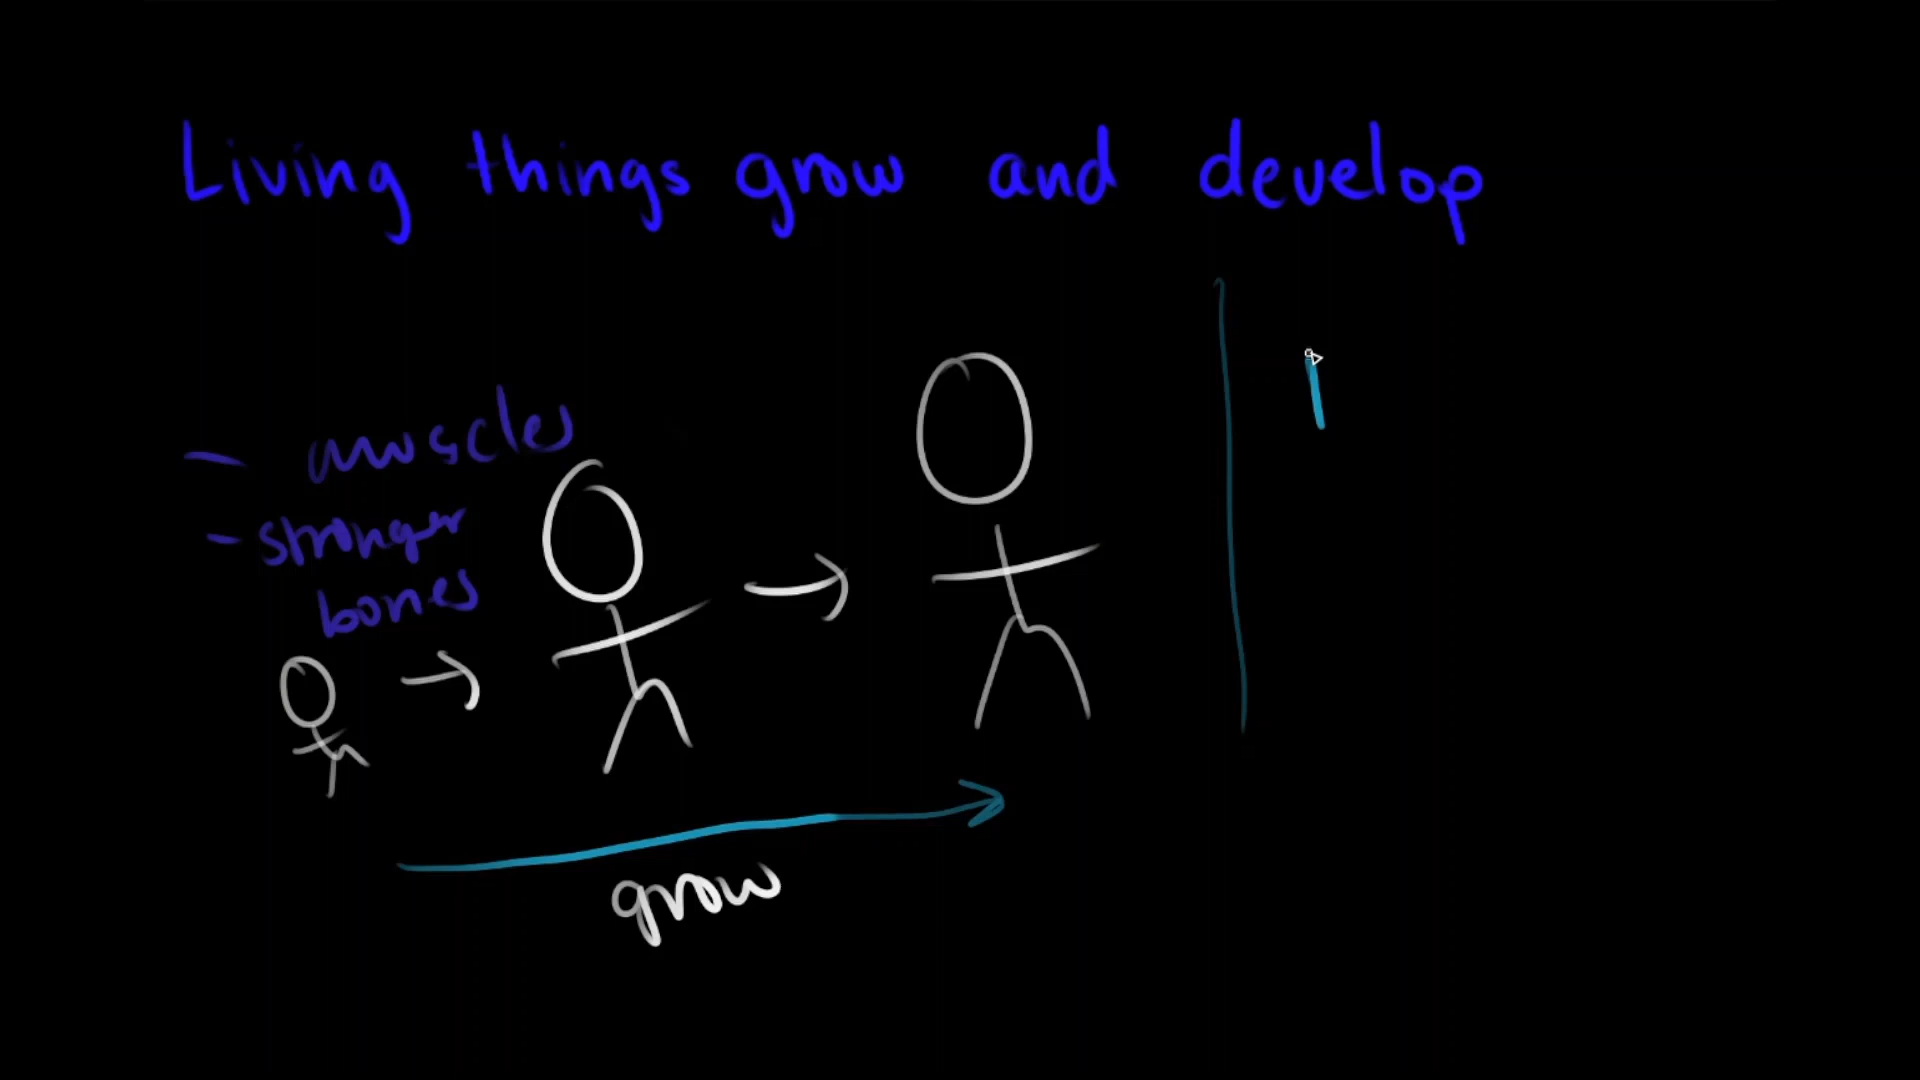 Living things grow and develop
- muscles
- stronger
bones
grow